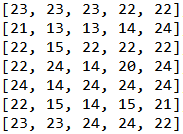 [23, 23, 23, 22, 22]
[21, 13, 13, 14, 24]
[22, 15, 22, 22, 22]
[22, 24, 14, 20, 24]
[24, 14, 24, 24, 24]
[22, 15, 14, 15, 21]
[23, 23, 24, 24, 22]